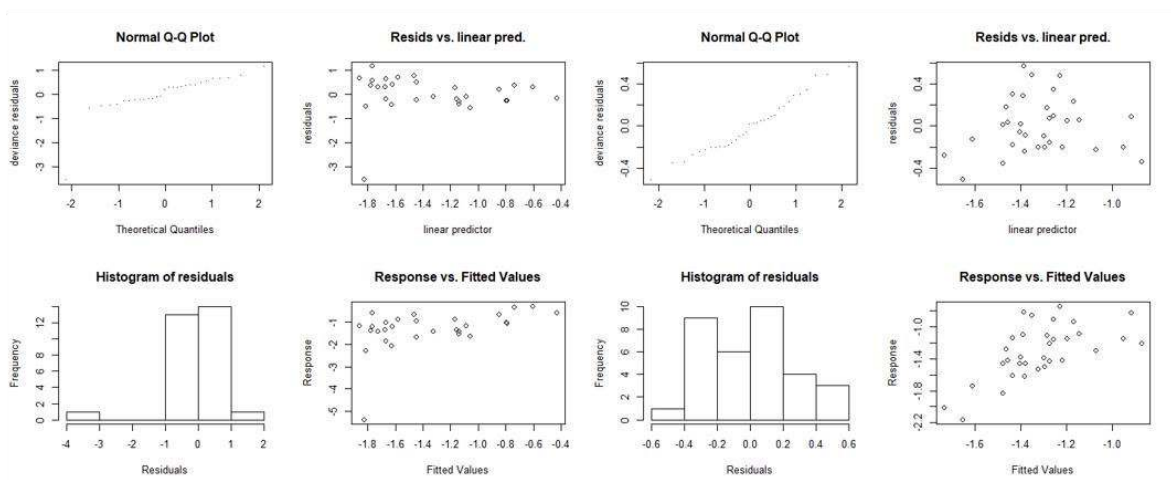 Normal Q-Q Plot
deviance residuals
1
0
-1
-2
-3
-2 -1 0 1 2
Theoretical Quantiles
Resids vs. linear pred.
residuals
1
0
-1
-2
-3
-1.8 -1.6 -1.4 -1.2 -1.0 -0.8 -0.6 -0.4
linear predictor
Normal Q-Q Plot
deviance residuals
0.4
0.0
-0.4
-2 -1 0 1 2
Theoretical Quantiles
Resids vs. linear pred.
residuals
0.4
0.0
-0.4
-1.6 -1.4 -1.2 -1.0
linear predictor
Histogram of residuals
Frequency
12
8
6
4
2
0
-4 -3 -2 -1 0 1 2
Residuals
Response vs. Fitted Values
Response
-1
-2
-3
-4
-5
-1.8 -1.6 -1.4 -1.2 -1.0 -0.8 -0.6 -0.4
Fitted Values
Histogram of residuals
Frequency
10
8
6
4
2
0
-0.6 -0.4 -0.2 0.0 0.2 0.4 0.6
Residuals
Response vs. Fitted Values
Response
-1.0
-1.4
-1.8
-2.2
-1.6 -1.4 -1.2 -1.0
Fitted Values